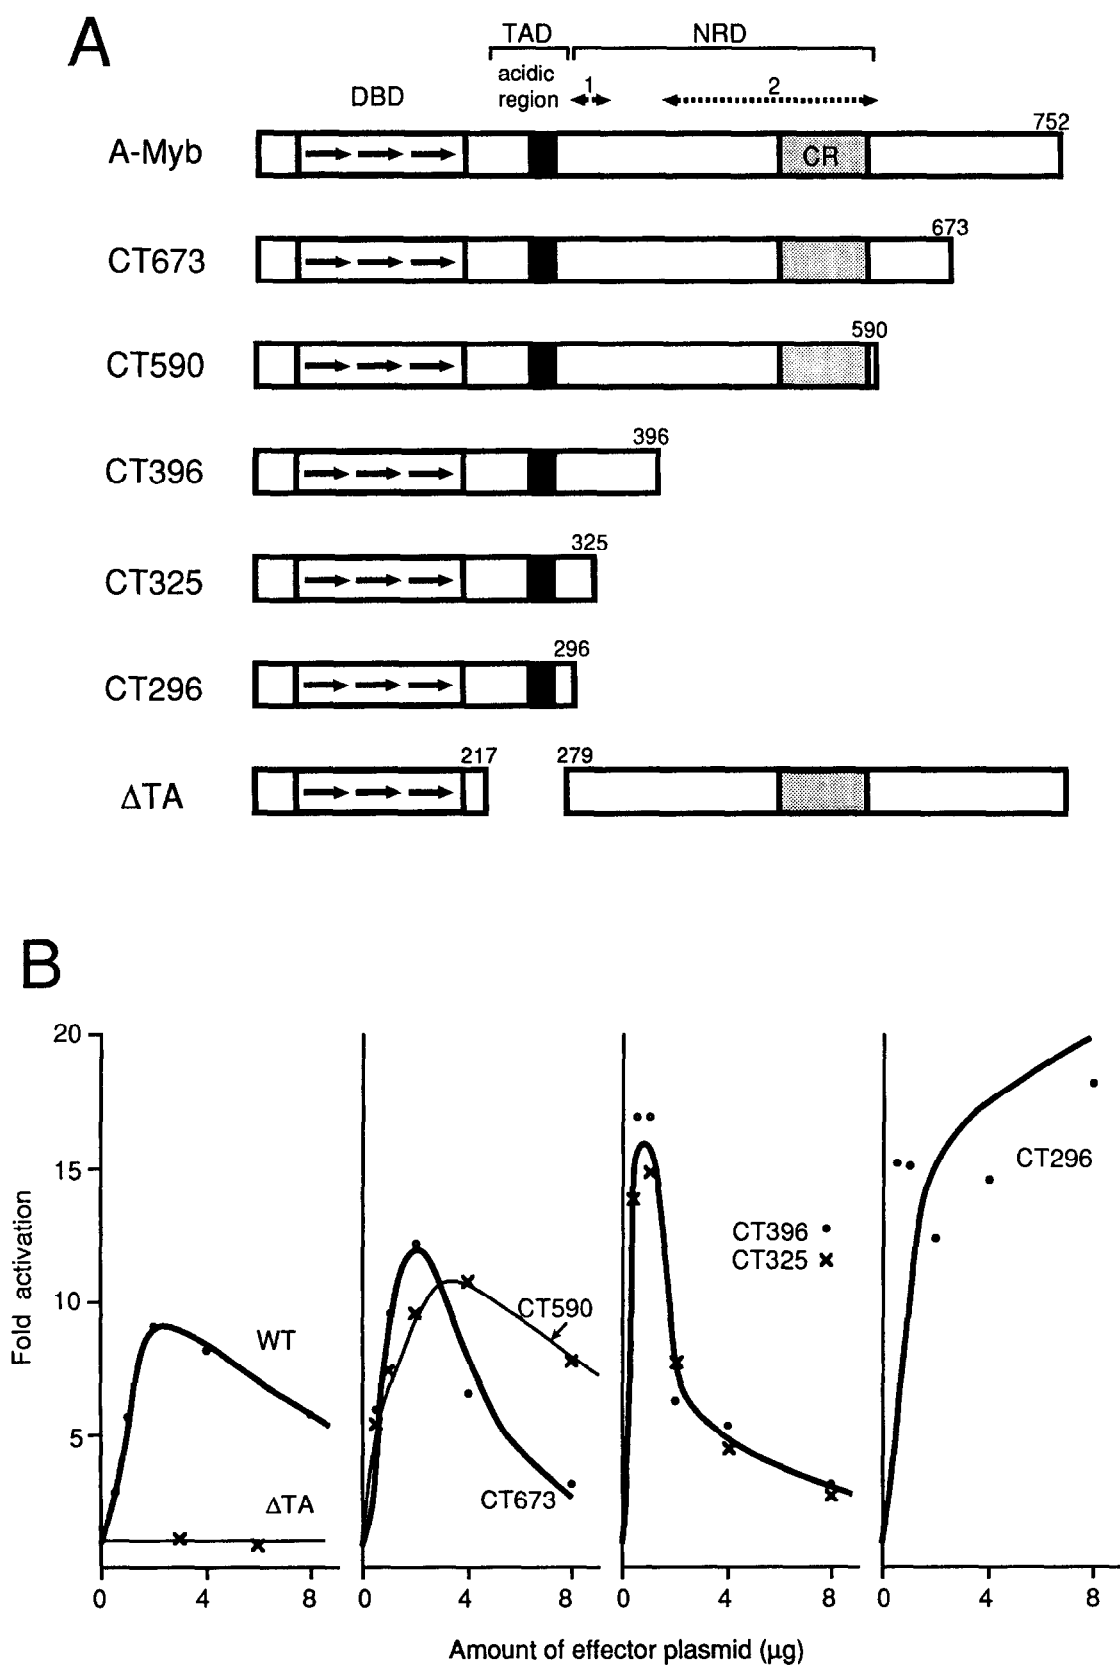 A
TAD NRD
acidic region
1
2
DBD
752
A-Myb
CR
673
CT673
590
CT590
396
CT396
325
CT325
296
CT296
217 279
ΔTA
B
20
15
10
5
Fold activation
WT
ΔTA
CT590
CT673
CT396
CT325
CT296
0 4 8 0 4 8 0 4 8 0 4 8
Amount of effector plasmid (μg)